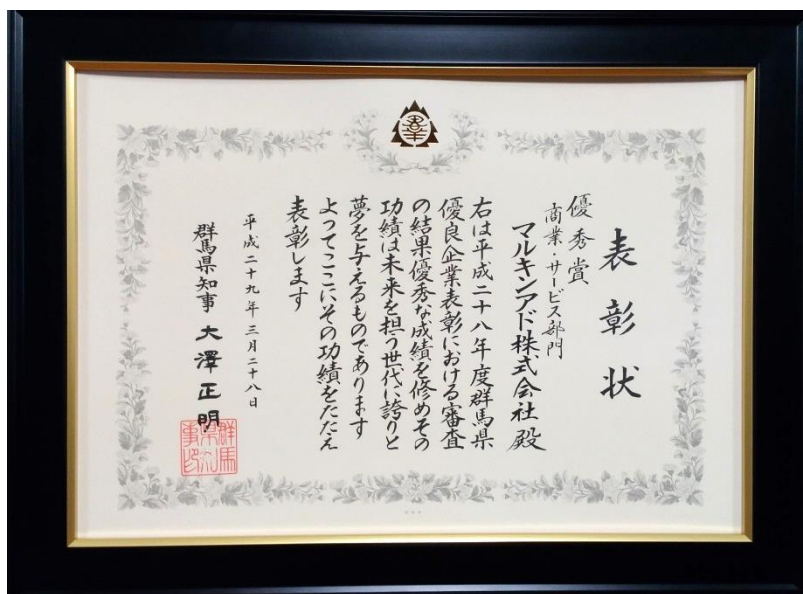 表彰状
優秀賞
商業・サービス部門
マルキンアド株式会社殿
右は平成二十八年度群馬県
優良企業表彰における審査
の結果優秀な成績を修めその
功績は未来を担う世代に誇りと
夢を与えるものであります
よってここにその功績をたたえ
表彰します
平成二十九年三月二十八日
群馬県知事 大澤正明
群馬
県知
事印